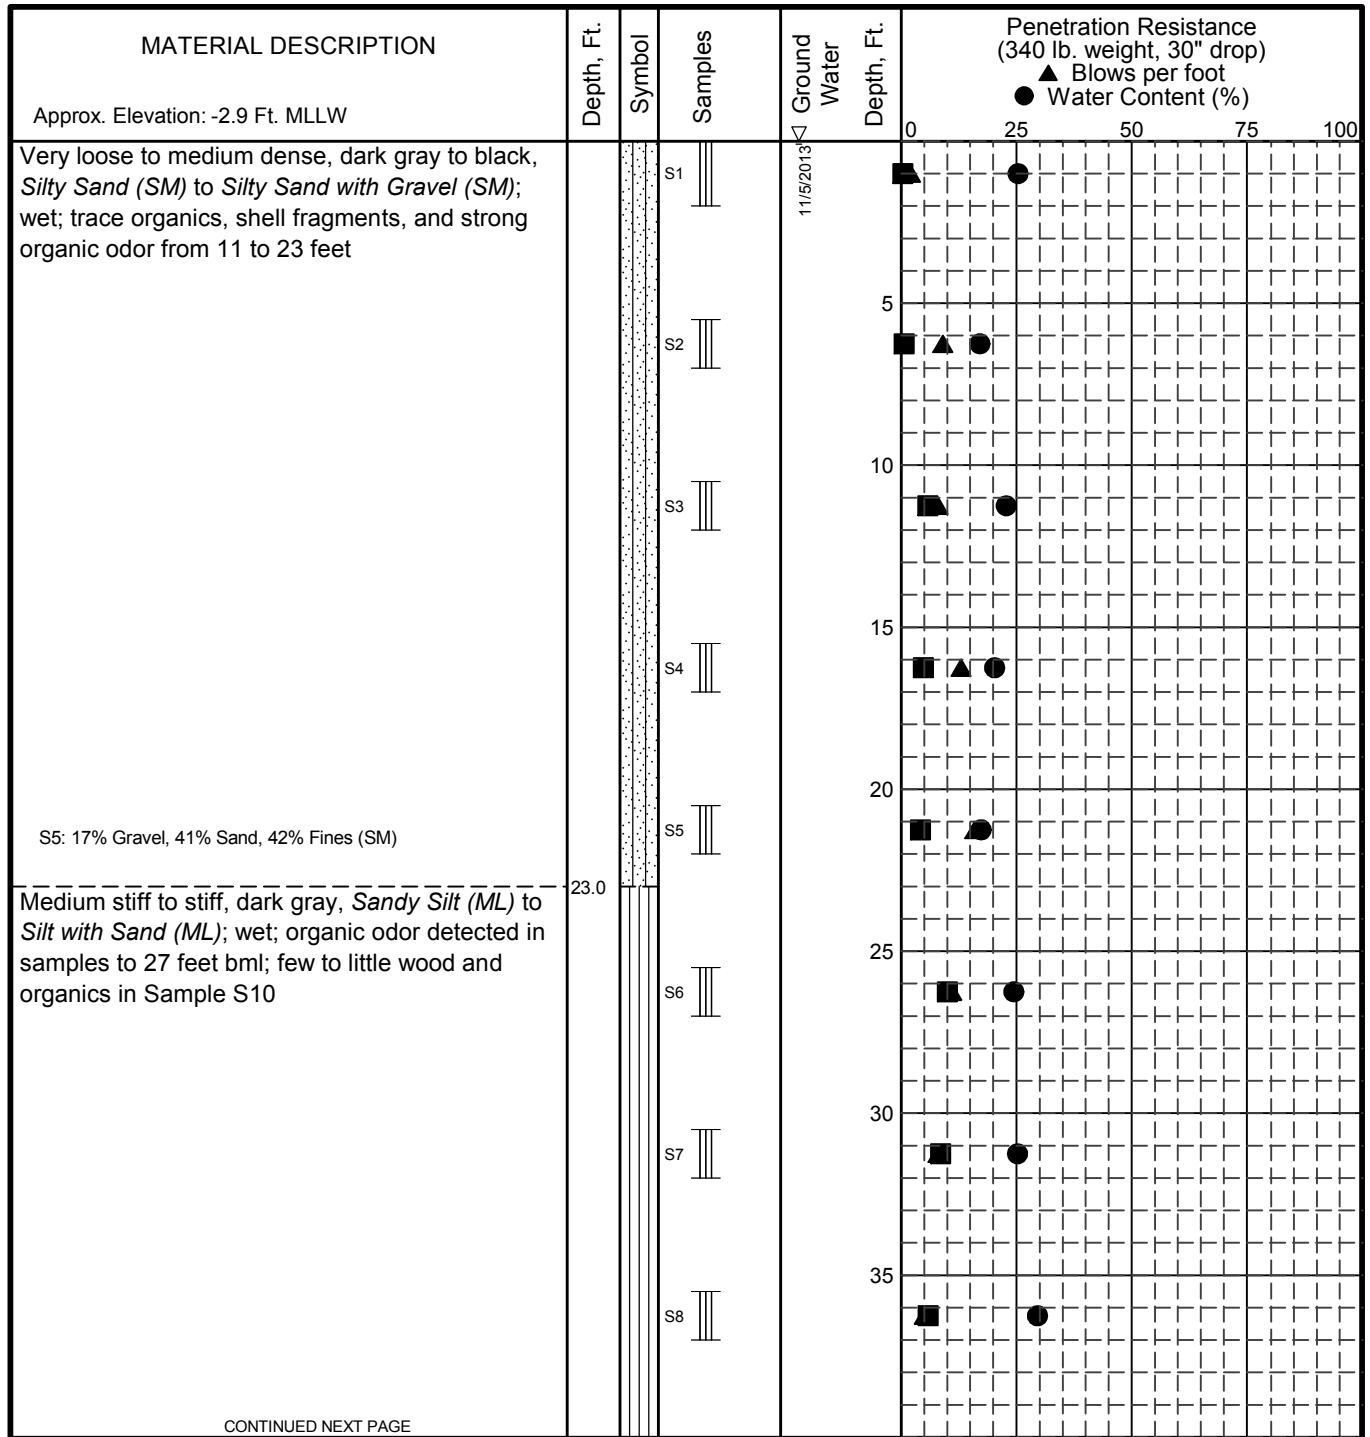 MATERIAL DESCRIPTION
Approx. Elevation: -2.9 Ft. MLLW
Depth, Ft.
Symbol
Samples
Ground
Water
Depth, Ft.
Penetration Resistance
(340 lb. weight, 30" drop)
▲ Blows per foot
● Water Content (%)
0 25 50 75 100
Very loose to medium dense, dark gray to black,
Silty Sand (SM) to Silty Sand with Gravel (SM);
wet; trace organics, shell fragments, and strong
organic odor from 11 to 23 feet
S1
11/5/2013
5
S2
10
S3
15
S4
20
S5
S5: 17% Gravel, 41% Sand, 42% Fines (SM)
23.0
Medium stiff to stiff, dark gray, Sandy Silt (ML) to
Silt with Sand (ML); wet; organic odor detected in
samples to 27 feet bml; few to little wood and
organics in Sample S10
25
S6
30
S7
35
S8
CONTINUED NEXT PAGE